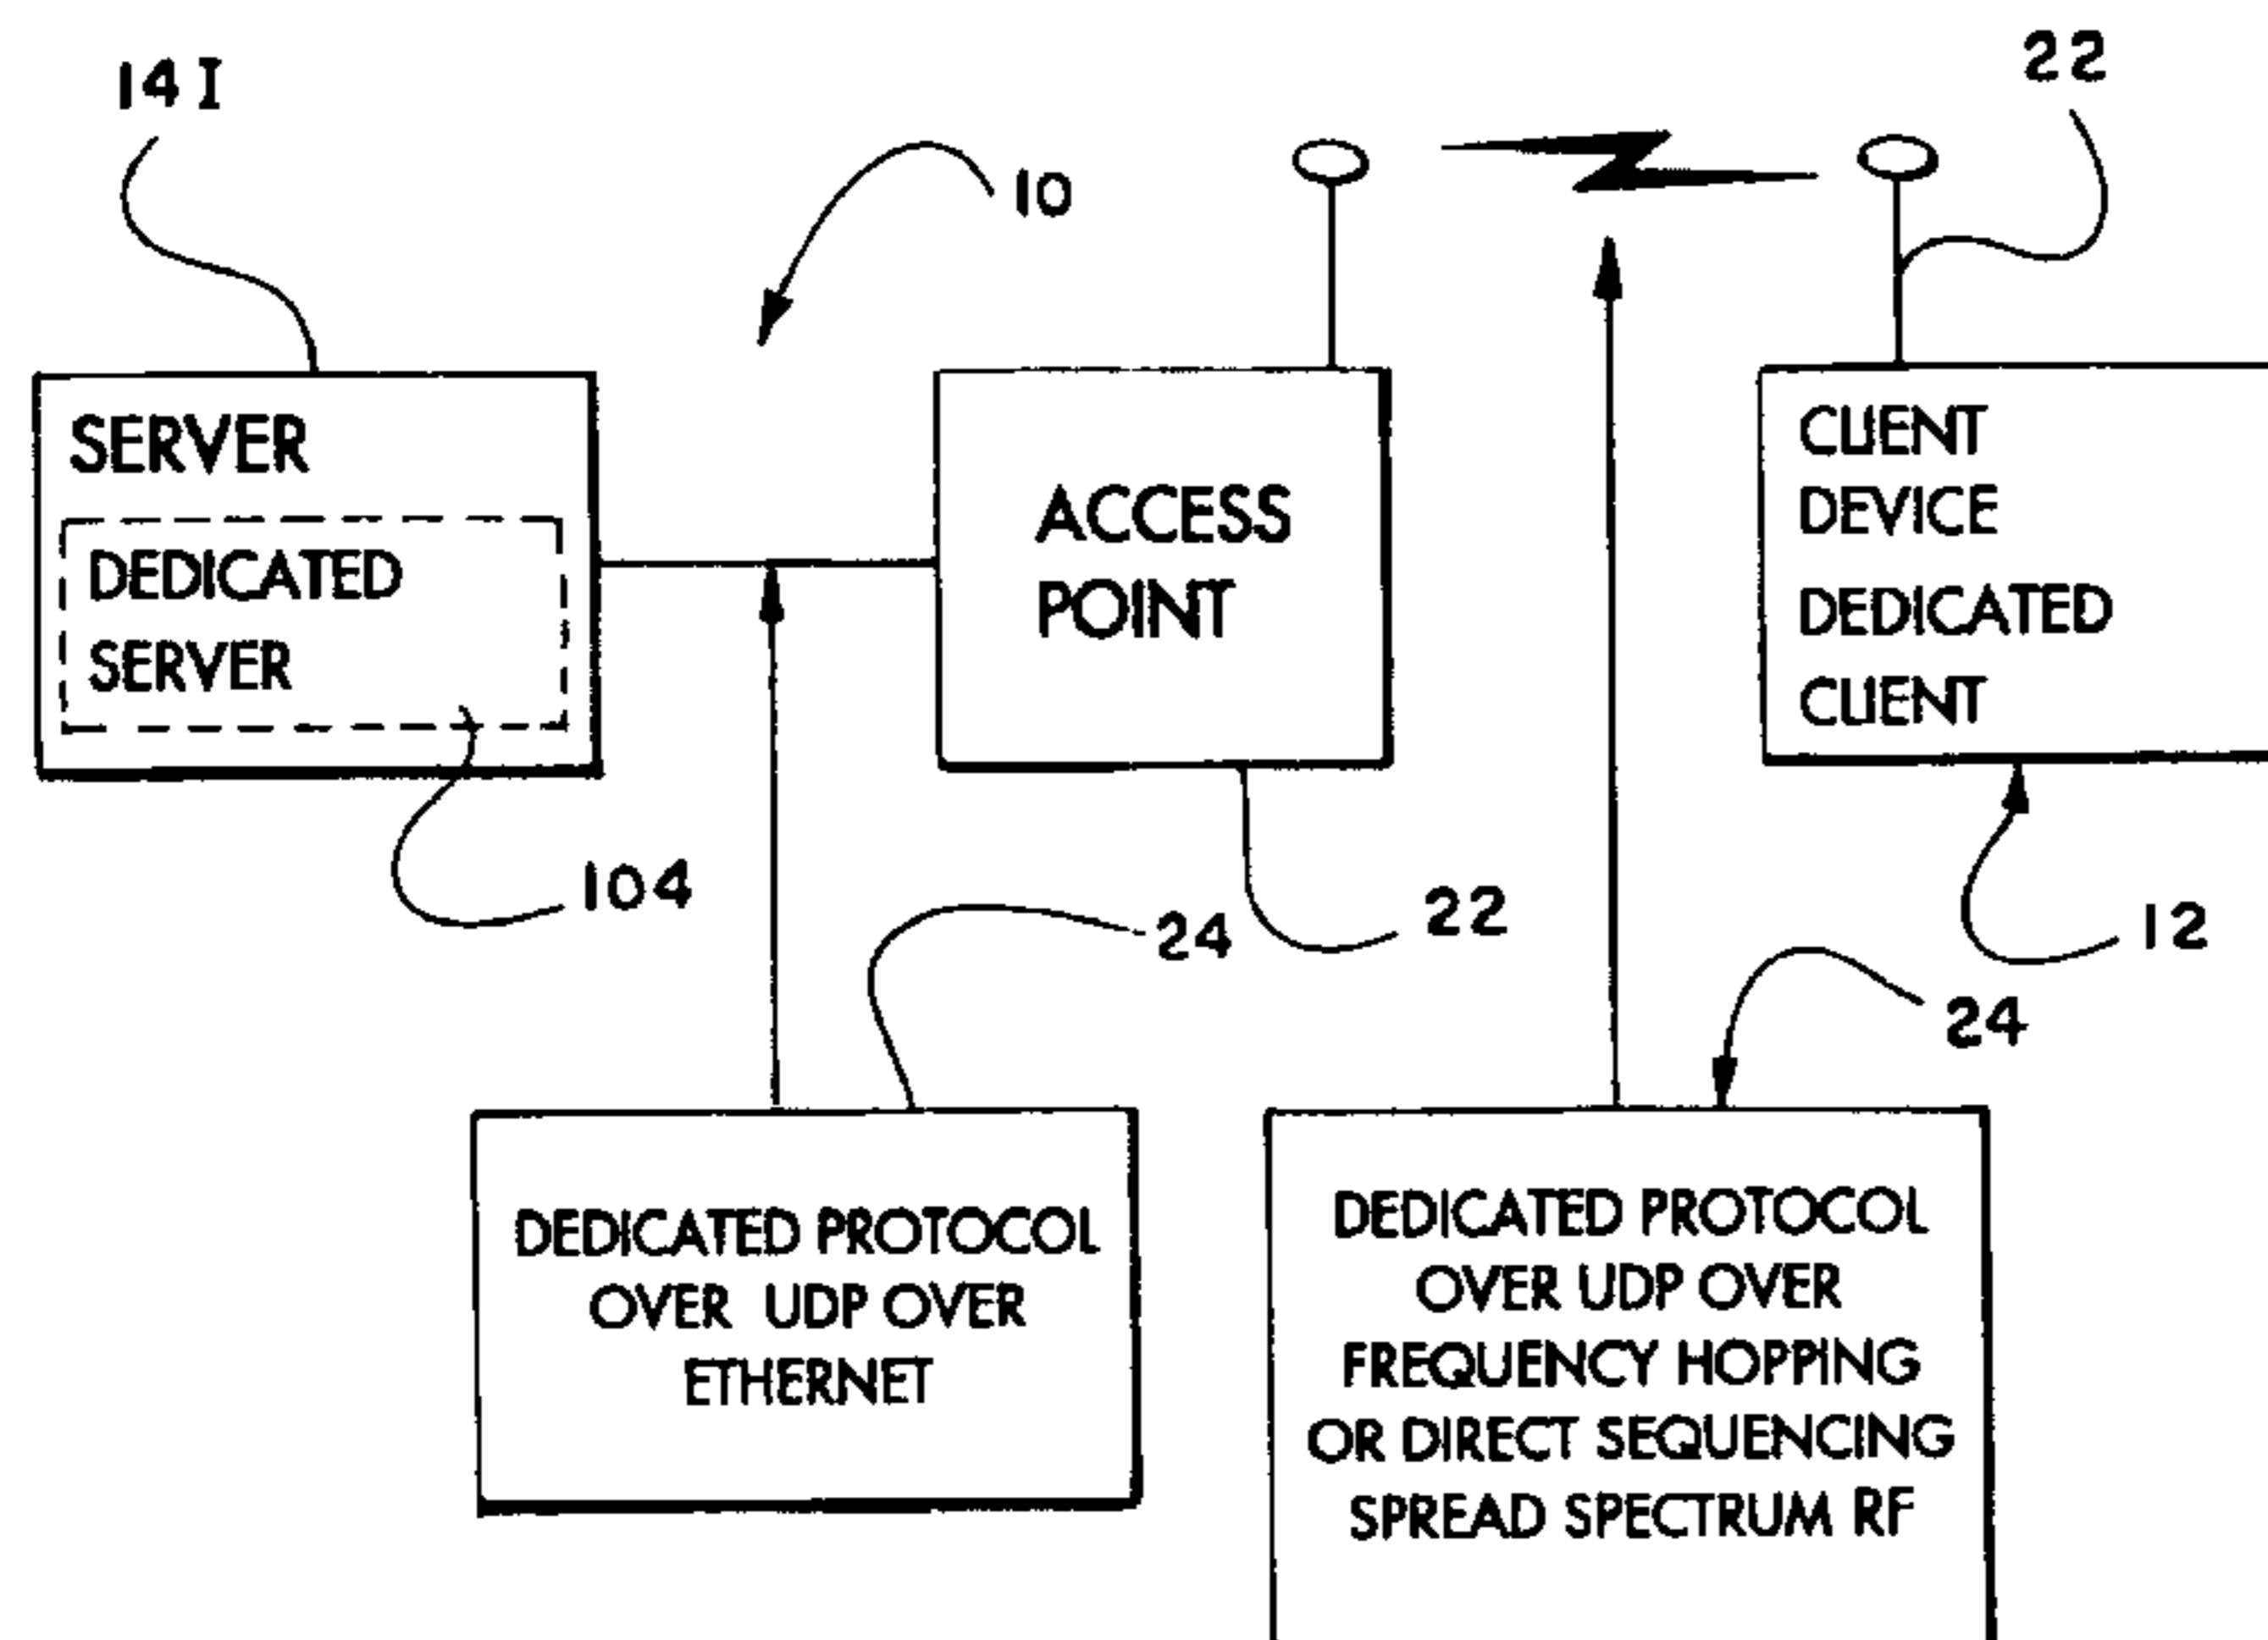 14I
22
10
SERVER
DEDICATED
SERVER
ACCESS
POINT
CLIENT
DEVICE
DEDICATED
CLIENT
104
24
22
12
24
DEDICATED PROTOCOL
OVER UDP OVER
ETHERNET
DEDICATED PROTOCOL
OVER UDP OVER
FREQUENCY HOPPING
OR DIRECT SEQUENCING
SPREAD SPECTRUM RF